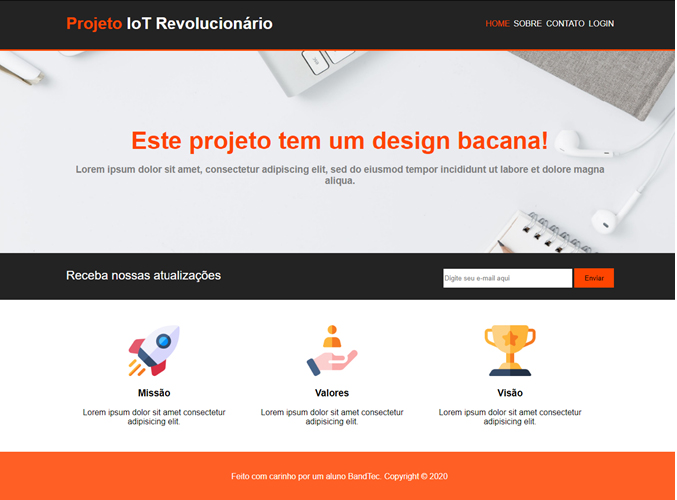 Projeto IoT Revolucionário
HOME SOBRE CONTATO LOGIN
Este projeto tem um design bacana!
Lorem ipsum dolor sit amet, consectetur adipiscing elit, sed do eiusmod tempor incididunt ut labore et dolore magna
aliqua.
Receba nossas atualizações
Digite seu e-mail aqui
Enviar
Missão
Lorem ipsum dolor sit amet consectetur
adipisicing elit.
Valores
Lorem ipsum dolor sit amet consectetur
adipisicing elit.
Visão
Lorem ipsum dolor sit amet consectetur
adipisicing elit.
Feito com carinho por um aluno BandTec. Copyright © 2020